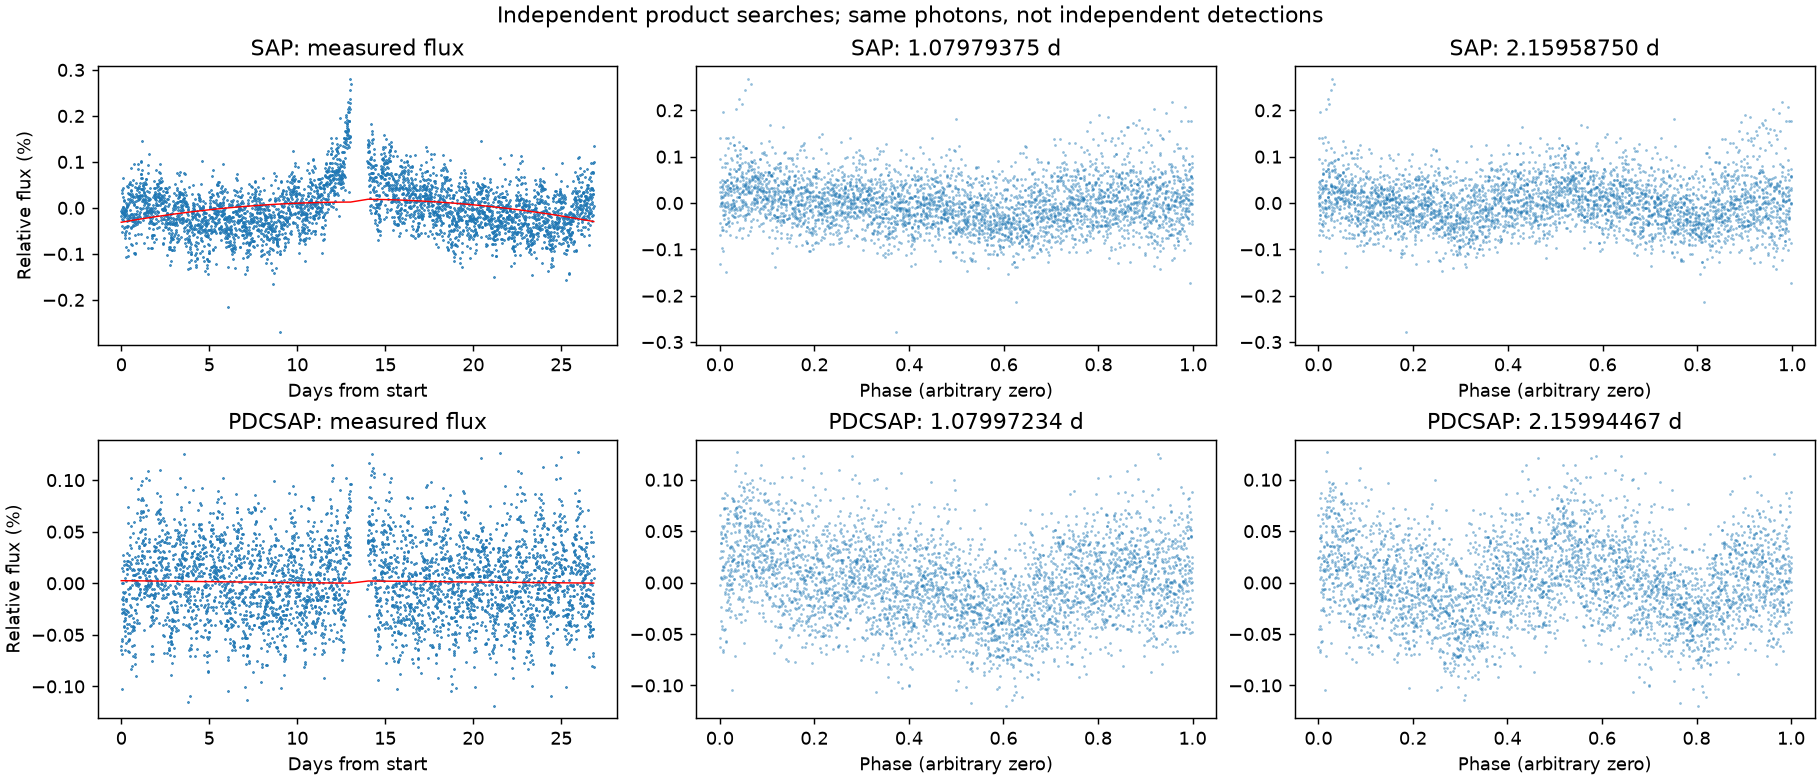 Independent product searches; same photons, not independent detections
SAP: measured flux
SAP: 1.07979375 d
SAP: 2.15958750 d
Relative flux (%)
0.3
0.2
0.1
0.0
−0.1
−0.2
0 5 10 15 20 25
Days from start
0.2
0.1
0.0
−0.1
−0.2
−0.3
0.0 0.2 0.4 0.6 0.8 1.0
Phase (arbitrary zero)
0.2
0.1
0.0
−0.1
−0.2
−0.3
0.0 0.2 0.4 0.6 0.8 1.0
Phase (arbitrary zero)
PDCSAP: measured flux
PDCSAP: 1.07997234 d
PDCSAP: 2.15994467 d
Relative flux (%)
0.10
0.05
0.00
−0.05
−0.10
0 5 10 15 20 25
Days from start
0.10
0.05
0.00
−0.05
−0.10
0.0 0.2 0.4 0.6 0.8 1.0
Phase (arbitrary zero)
0.10
0.05
0.00
−0.05
−0.10
0.0 0.2 0.4 0.6 0.8 1.0
Phase (arbitrary zero)